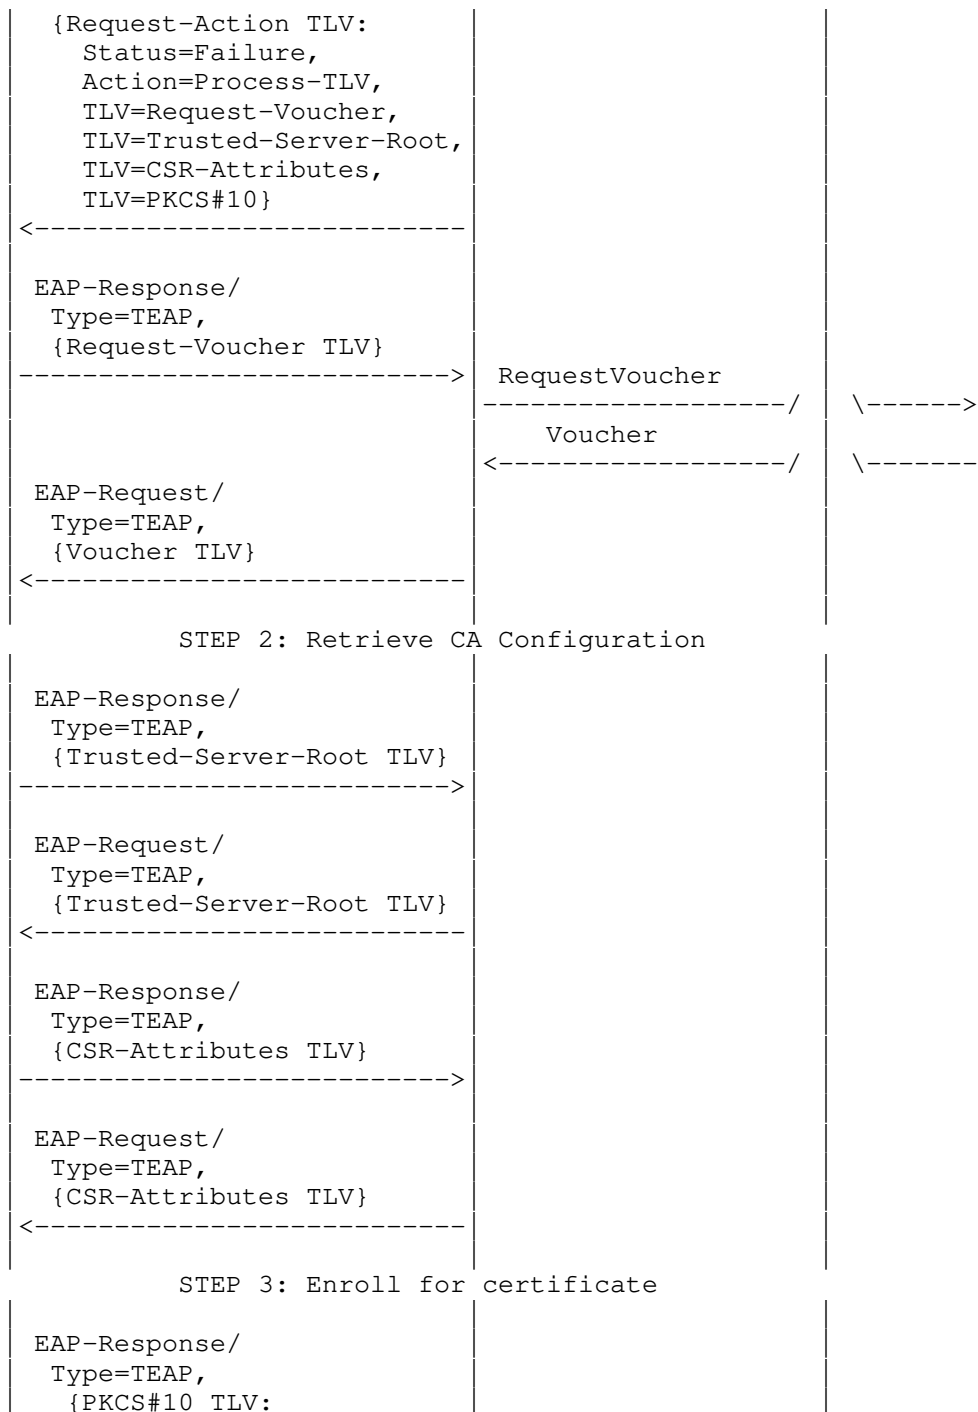 {Request-Action TLV:
Status=Failure,
Action=Process-TLV,
TLV=Request-Voucher,
TLV=Trusted-Server-Root,
TLV=CSR-Attributes,
TLV=PKCS#10}
EAP-Response/
Type=TEAP,
{Request-Voucher TLV}
RequestVoucher
Voucher
EAP-Request/
Type=TEAP,
{Voucher TLV}
STEP 2: Retrieve CA Configuration
EAP-Response/
Type=TEAP,
{Trusted-Server-Root TLV}
EAP-Request/
Type=TEAP,
{Trusted-Server-Root TLV}
EAP-Response/
Type=TEAP,
{CSR-Attributes TLV}
EAP-Request/
Type=TEAP,
{CSR-Attributes TLV}
STEP 3: Enroll for certificate
EAP-Response/
Type=TEAP,
{PKCS#10 TLV: